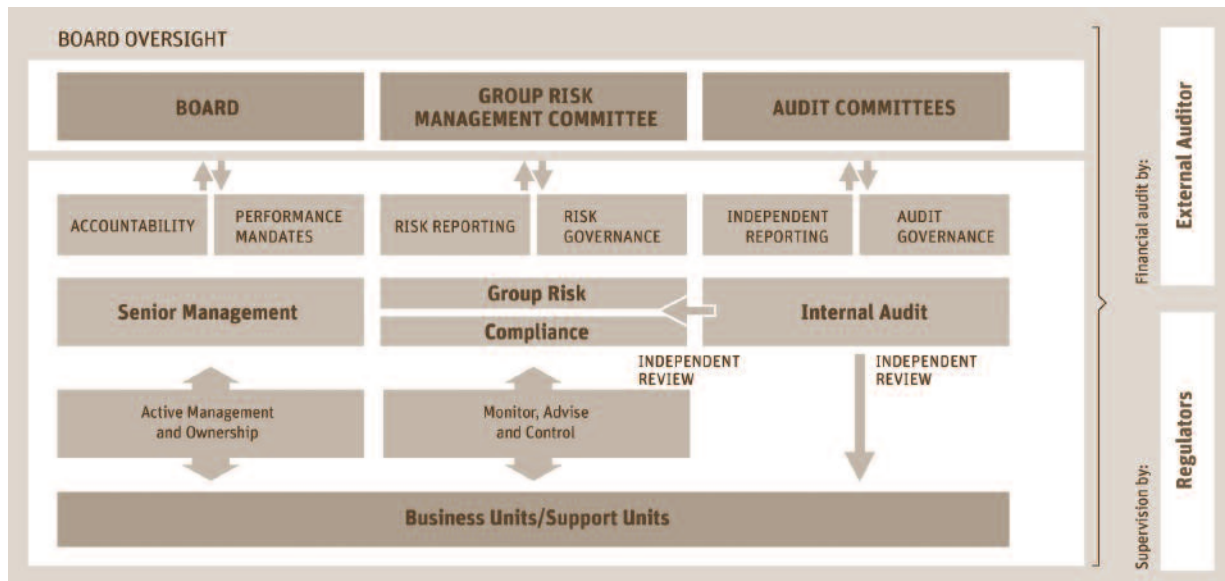 BOARD OVERSIGHT
BOARD
GROUP RISK
MANAGEMENT COMMITTEE
AUDIT COMMITTEES
ACCOUNTABILITY
PERFORMANCE
MANDATES
RISK REPORTING
RISK
GOVERNANCE
INDEPENDENT
REPORTING
AUDIT
GOVERNANCE
Senior Management
Group Risk
Compliance
Internal Audit
INDEPENDENT
REVIEW
INDEPENDENT
REVIEW
Active Management
and Ownership
Monitor, Advise
and Control
Business Units/Support Units
Financial audit by:
External Auditor
Supervision by:
Regulators